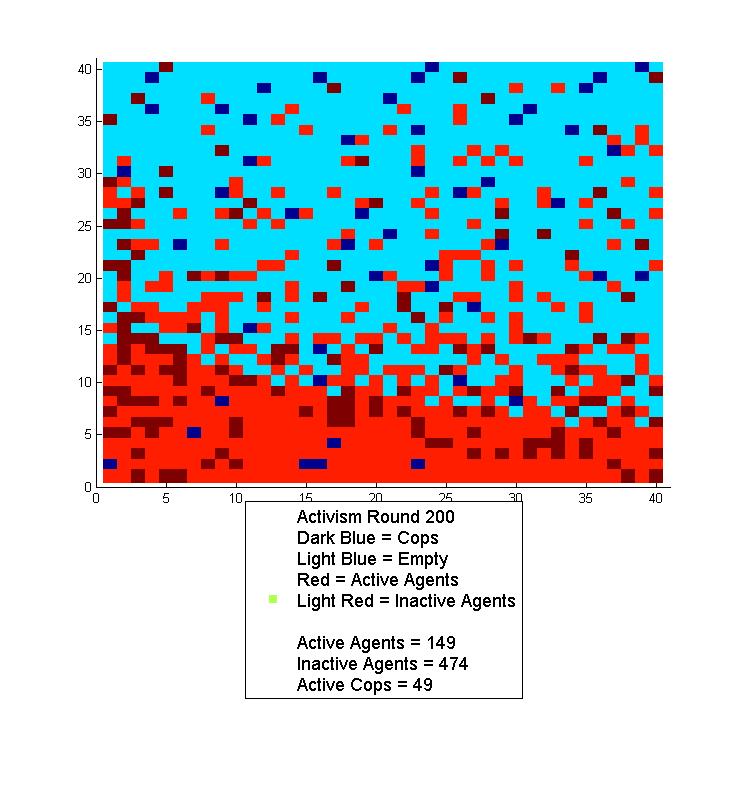 40
35
30
25
20
15
10
5
0
0 5 10 15 20 25 30 35 40
Activism Round 200
Dark Blue = Cops
Light Blue = Empty
Red = Active Agents
Light Red = Inactive Agents
Active Agents = 149
Inactive Agents = 474
Active Cops = 49